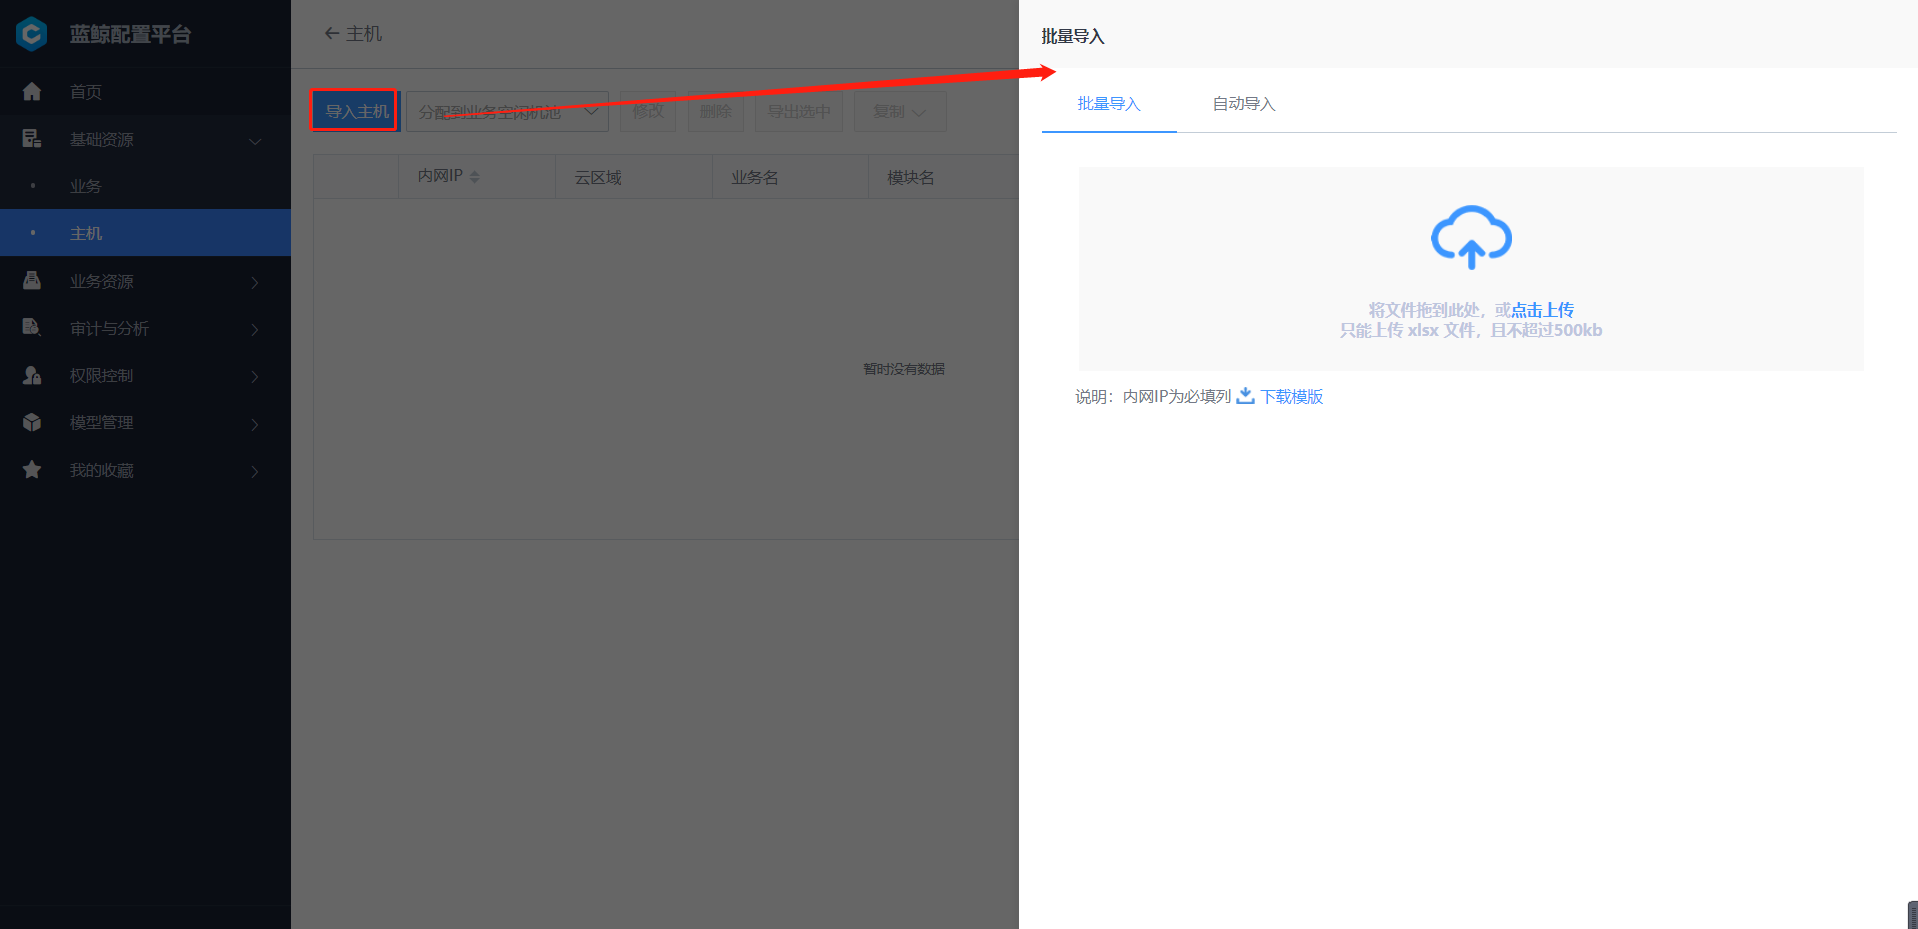 蓝鲸配置平台
首页
基础资源
业务
主机
业务资源
审计与分析
权限控制
模型管理
我的收藏
主机
导入主机 分配到业务空闲机池 修改 删除 导出选中 复制
内网IP 云区域 业务名 模块名
暂时没有数据
批量导入
批量导入 自动导入
将文件拖到此处，或点击上传
只能上传 xlsx 文件，且不超过500kb
说明：内网IP为必填列 下载模版